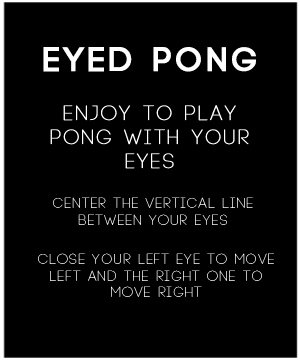 EYED PONG
ENJOY TO PLAY
PONG WITH YOUR
EYES
CENTER THE VERTICAL LINE
BETWEEN YOUR EYES
CLOSE YOUR LEFT EYE TO MOVE
LEFT AND THE RIGHT ONE TO
MOVE RIGHT